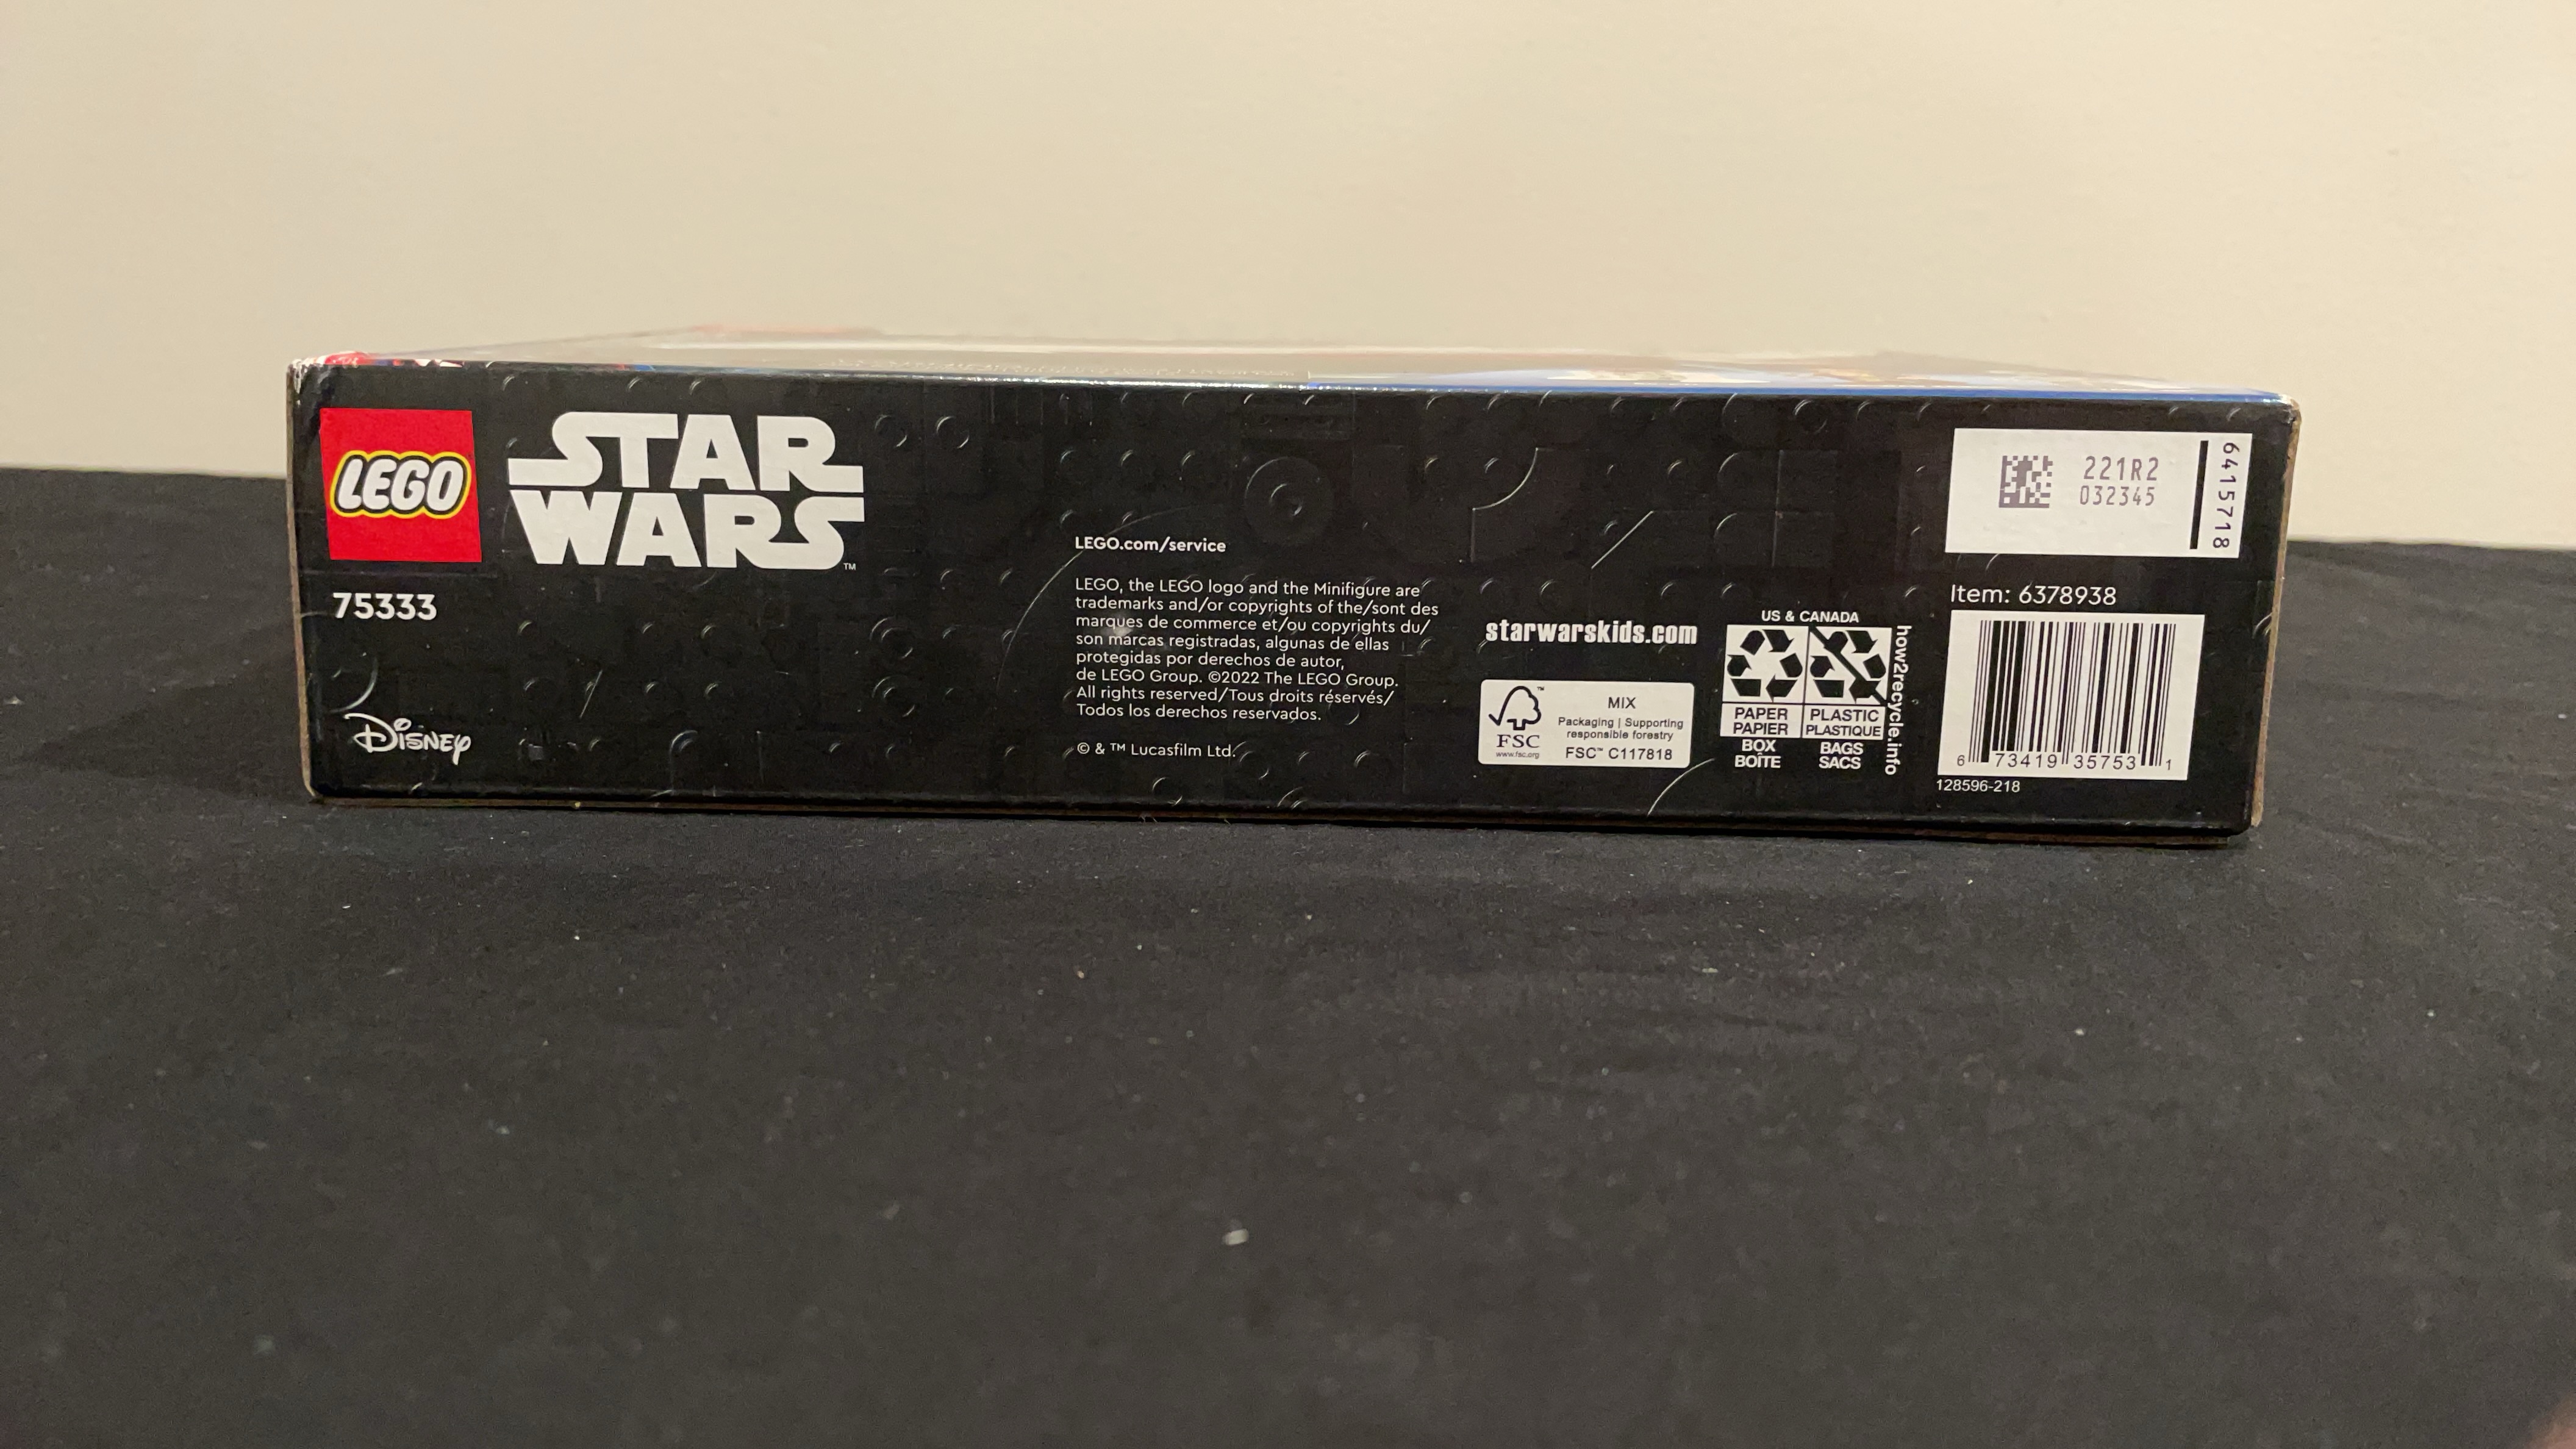 LEGO
STAR
WARS
™
75333
DISNEY
LEGO.com/service
LEGO, the LEGO logo and the Minifigure are
trademarks and/or copyrights of the/sont des
marques de commerce et/ou copyrights du/
son marcas registradas, algunas de ellas
protegidas por derechos de autor,
de LEGO Group. ©2022 The LEGO Group.
All rights reserved/Tous droits réservés/
Todos los derechos reservados.
© & ™ Lucasfilm Ltd.
starwarskids.com
FSC
™
www.fsc.org
MIX
Packaging | Supporting
responsible forestry
FSC™ C117818
US & CANADA
PAPER
PAPIER
BOX
BOÎTE
PLASTIC
PLASTIQUE
BAGS
SACS
how2recycle.info
221R2
032345
6415718
Item: 6378938
6 73419 35753 1
128596-218